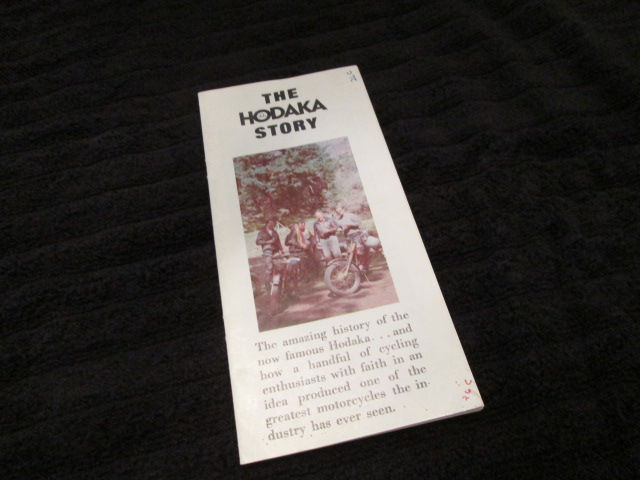 THE
HODAKA
STORY
The amazing history of the
now famous Hodaka. . . and
how a handful of cycling
enthusiasts with faith in an
idea produced one of the
greatest motorcycles the in-
dustry has ever seen.